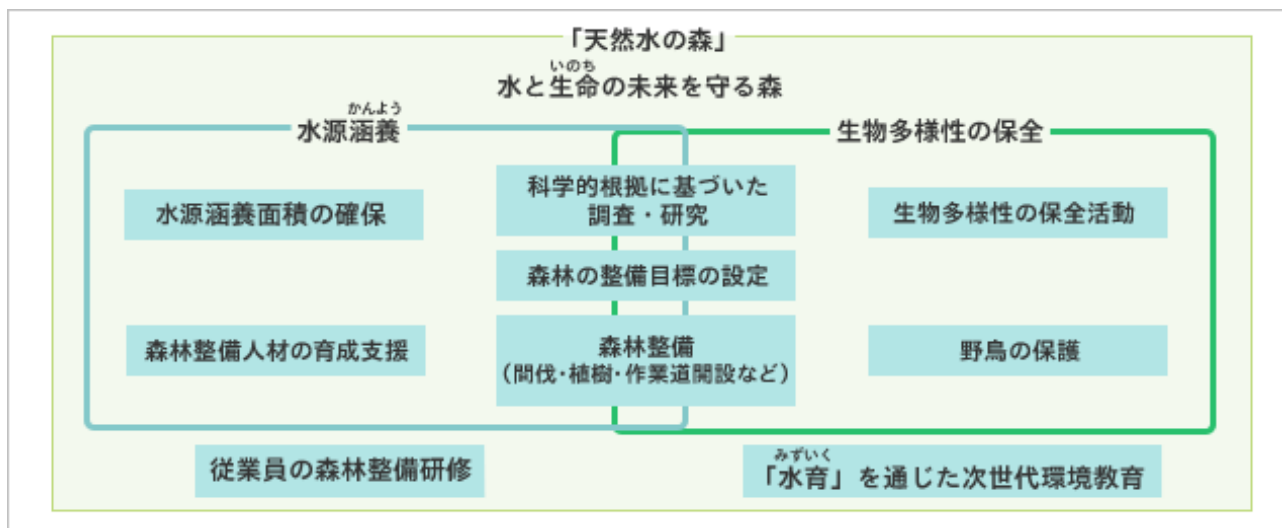 「天然水の森」
いのち
水と生命の未来を守る森
かんよう
水源涵養
生物多様性の保全
水源涵養面積の確保
科学的根拠に基づいた
調査・研究
生物多様性の保全活動
森林の整備目標の設定
森林整備人材の育成支援
森林整備
（間伐・植樹・作業道開設など）
野鳥の保護
従業員の森林整備研修
みずいく
「水育」を通じた次世代環境教育